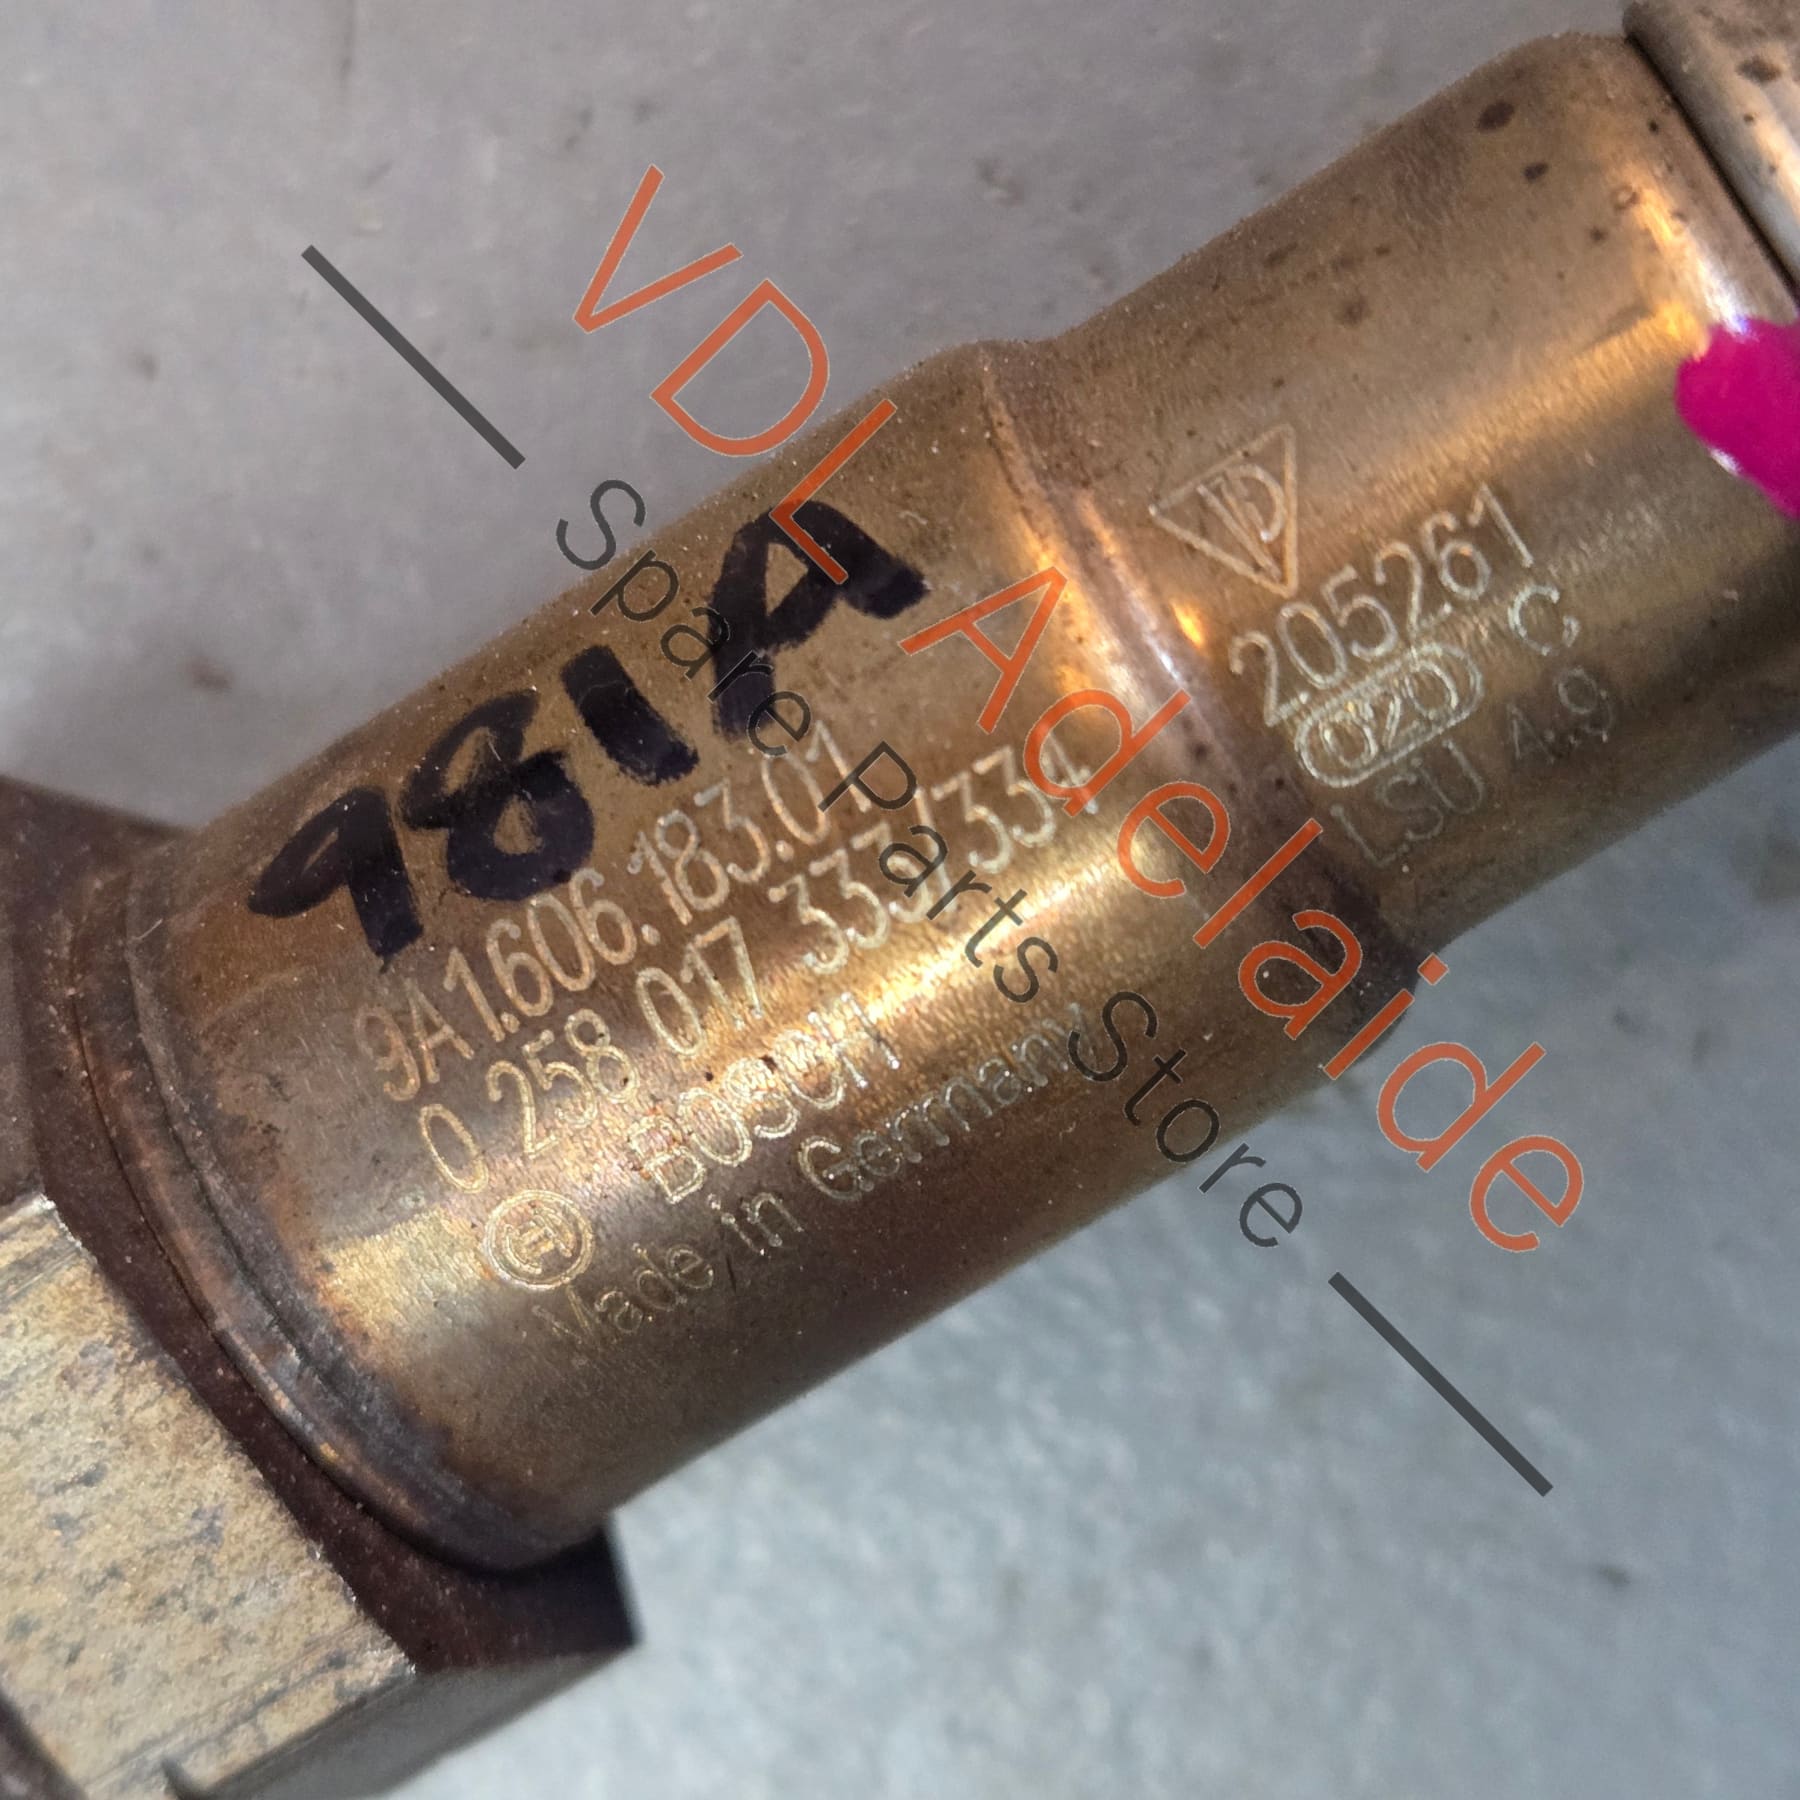 981A
9A1.606.183.01
0 258 017 333/334
BOSCH
Made in Germany
205261
020 C
LSU 4.9
VDL Adelaide
Spare Parts Store